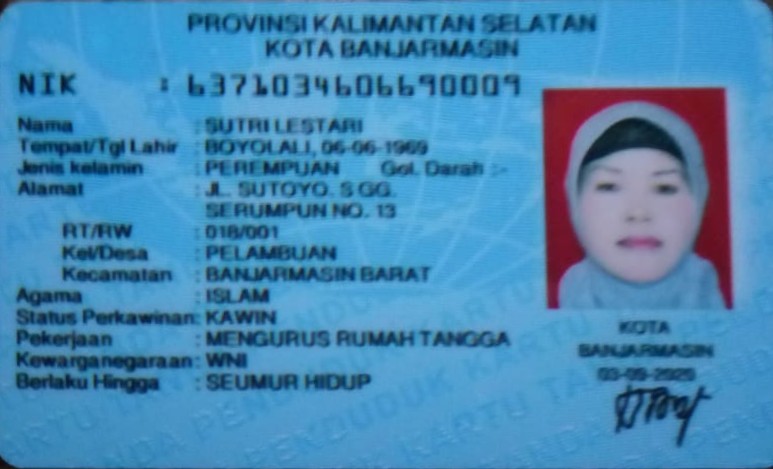 PROVINSI KALIMANTAN SELATAN
KOTA BANJARMASIN
NIK : 6371034606690009
Nama : SUTRI LESTARI
Tempat/Tgl Lahir : BOYOLALI, 06-06-1969
Jenis kelamin : PEREMPUAN Gol. Darah :-
Alamat : JL. SUTOYO. S GG.
SERUMPUN NO. 13
RT/RW : 018/001
Kel/Desa : PELAMBUAN
Kecamatan : BANJARMASIN BARAT
Agama : ISLAM
Status Perkawinan: KAWIN
Pekerjaan : MENGURUS RUMAH TANGGA
Kewarganegaraan: WNI
Berlaku Hingga : SEUMUR HIDUP
KOTA
BANJARMASIN